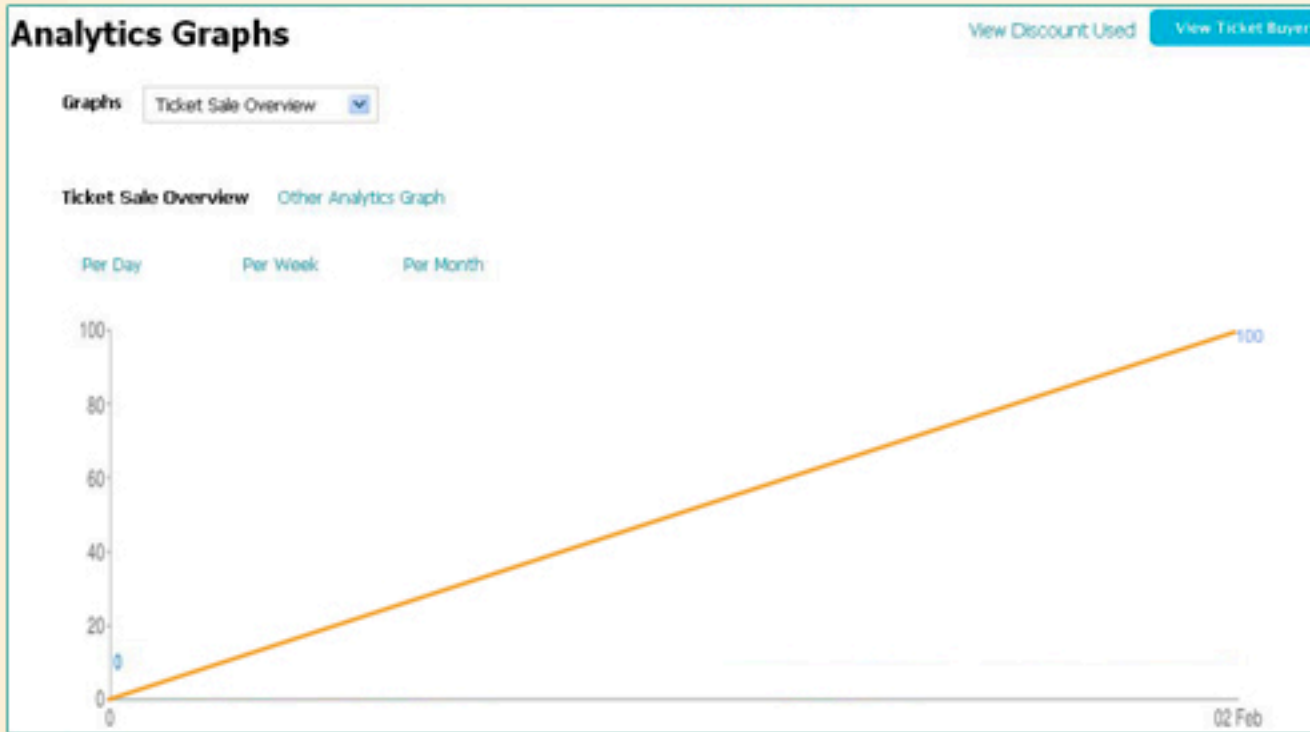 Analytics Graphs
View Discount Used
View Ticket Buyer
Graphs
Ticket Sale Overview
Ticket Sale Overview
Other Analytics Graph
Per Day
Per Week
Per Month
100
100
80
60
40
20
0
0
0
02 Feb